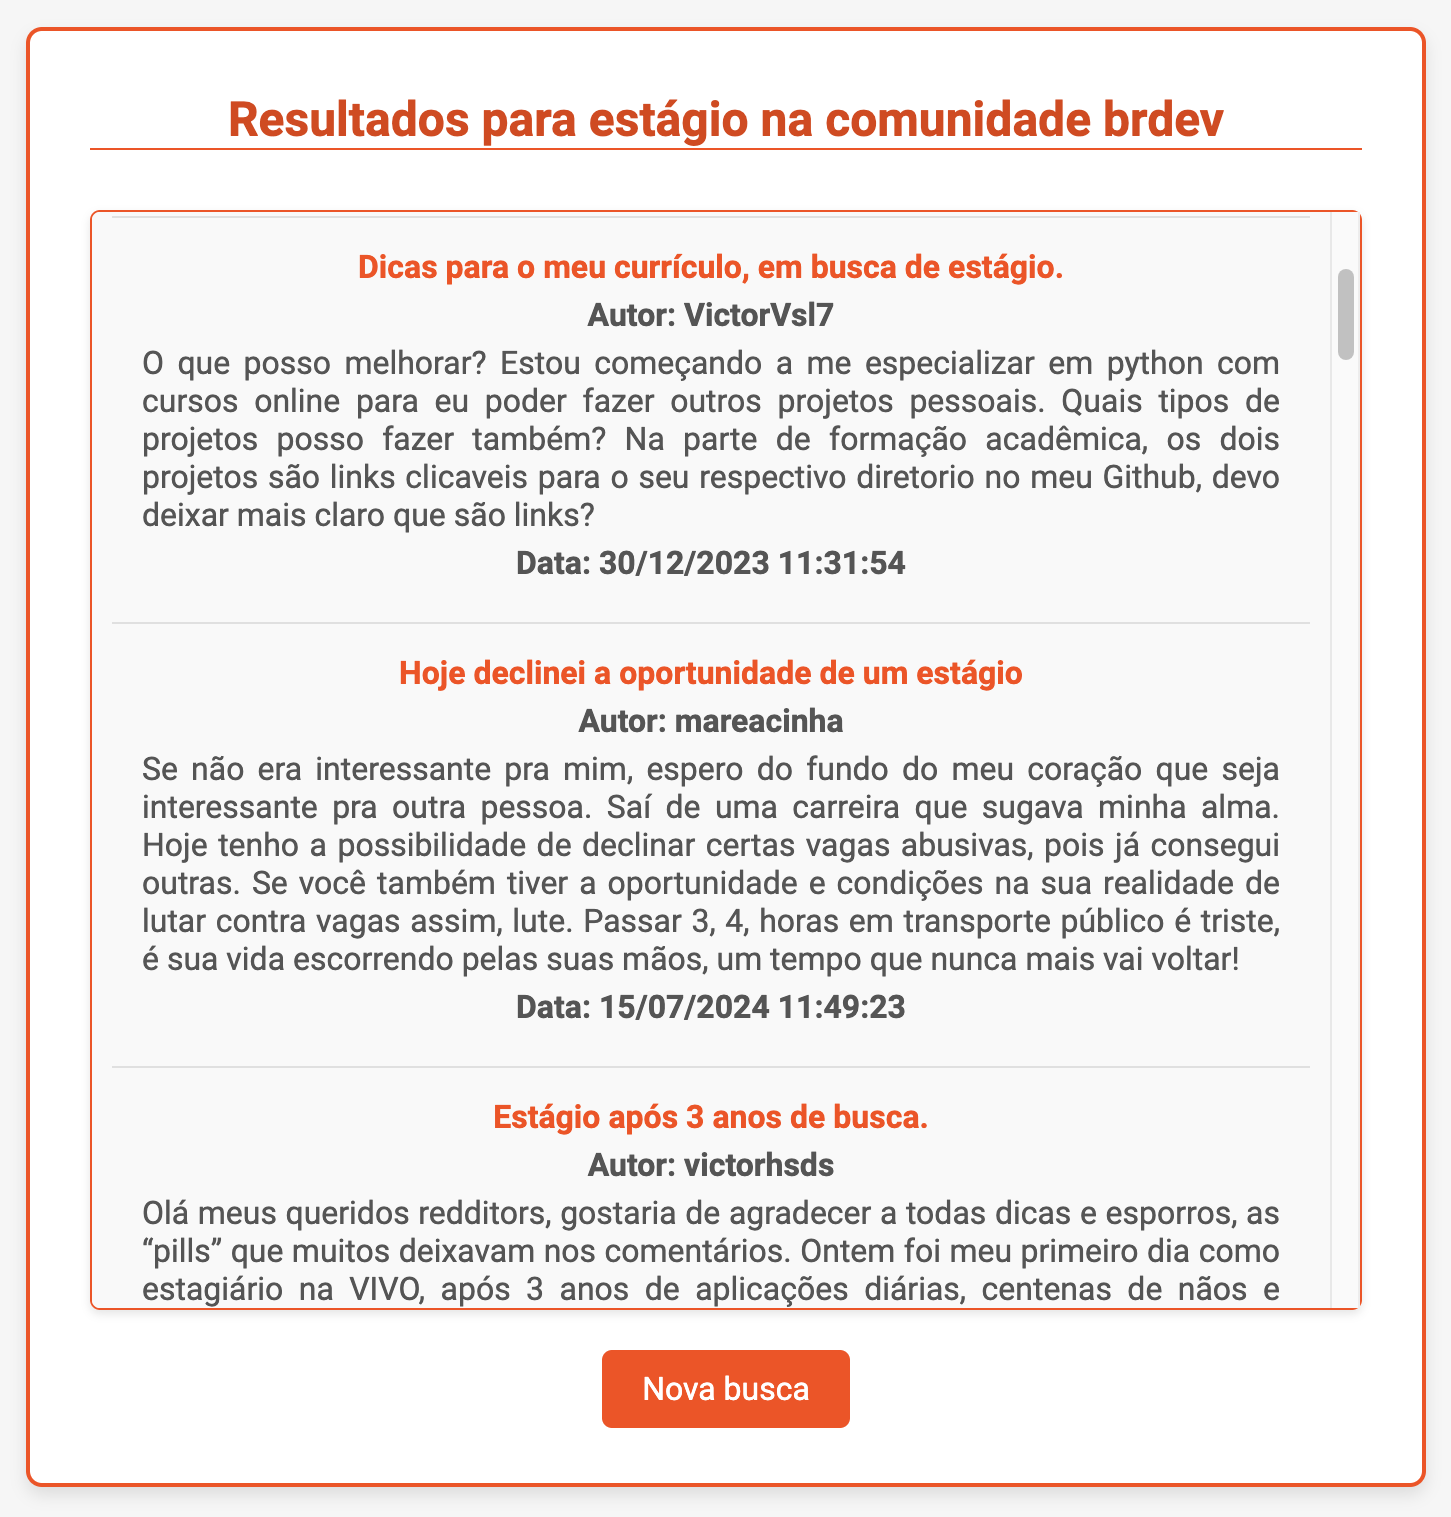 Resultados para estágio na comunidade brdev
Dicas para o meu currículo, em busca de estágio.
Autor: VictorVsl7
O que posso melhorar? Estou começando a me especializar em python com
cursos online para eu poder fazer outros projetos pessoais. Quais tipos de
projetos posso fazer também? Na parte de formação acadêmica, os dois
projetos são links clicaveis para o seu respectivo diretorio no meu Github, devo
deixar mais claro que são links?
Data: 30/12/2023 11:31:54
Hoje declinei a oportunidade de um estágio
Autor: mareacinha
Se não era interessante pra mim, espero do fundo do meu coração que seja
interessante pra outra pessoa. Saí de uma carreira que sugava minha alma.
Hoje tenho a possibilidade de declinar certas vagas abusivas, pois já consegui
outras. Se você também tiver a oportunidade e condições na sua realidade de
lutar contra vagas assim, lute. Passar 3, 4, horas em transporte público é triste,
é sua vida escorrendo pelas suas mãos, um tempo que nunca mais vai voltar!
Data: 15/07/2024 11:49:23
Estágio após 3 anos de busca.
Autor: victorhsds
Olá meus queridos redditors, gostaria de agradecer a todas dicas e esporros, as
“pills” que muitos deixavam nos comentários. Ontem foi meu primeiro dia como
estagiário na VIVO, após 3 anos de aplicações diárias, centenas de nãos e
Nova busca